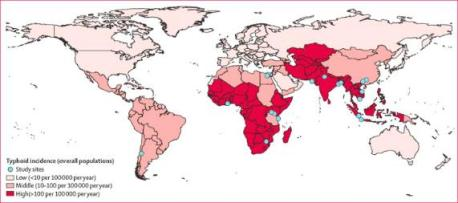 Typhoid incidence (overall populations)
Study sites
Low (<10 per 100 000 per year)
Middle (10–100 per 100 000 per year)
High (>100 per 100 000 per year)